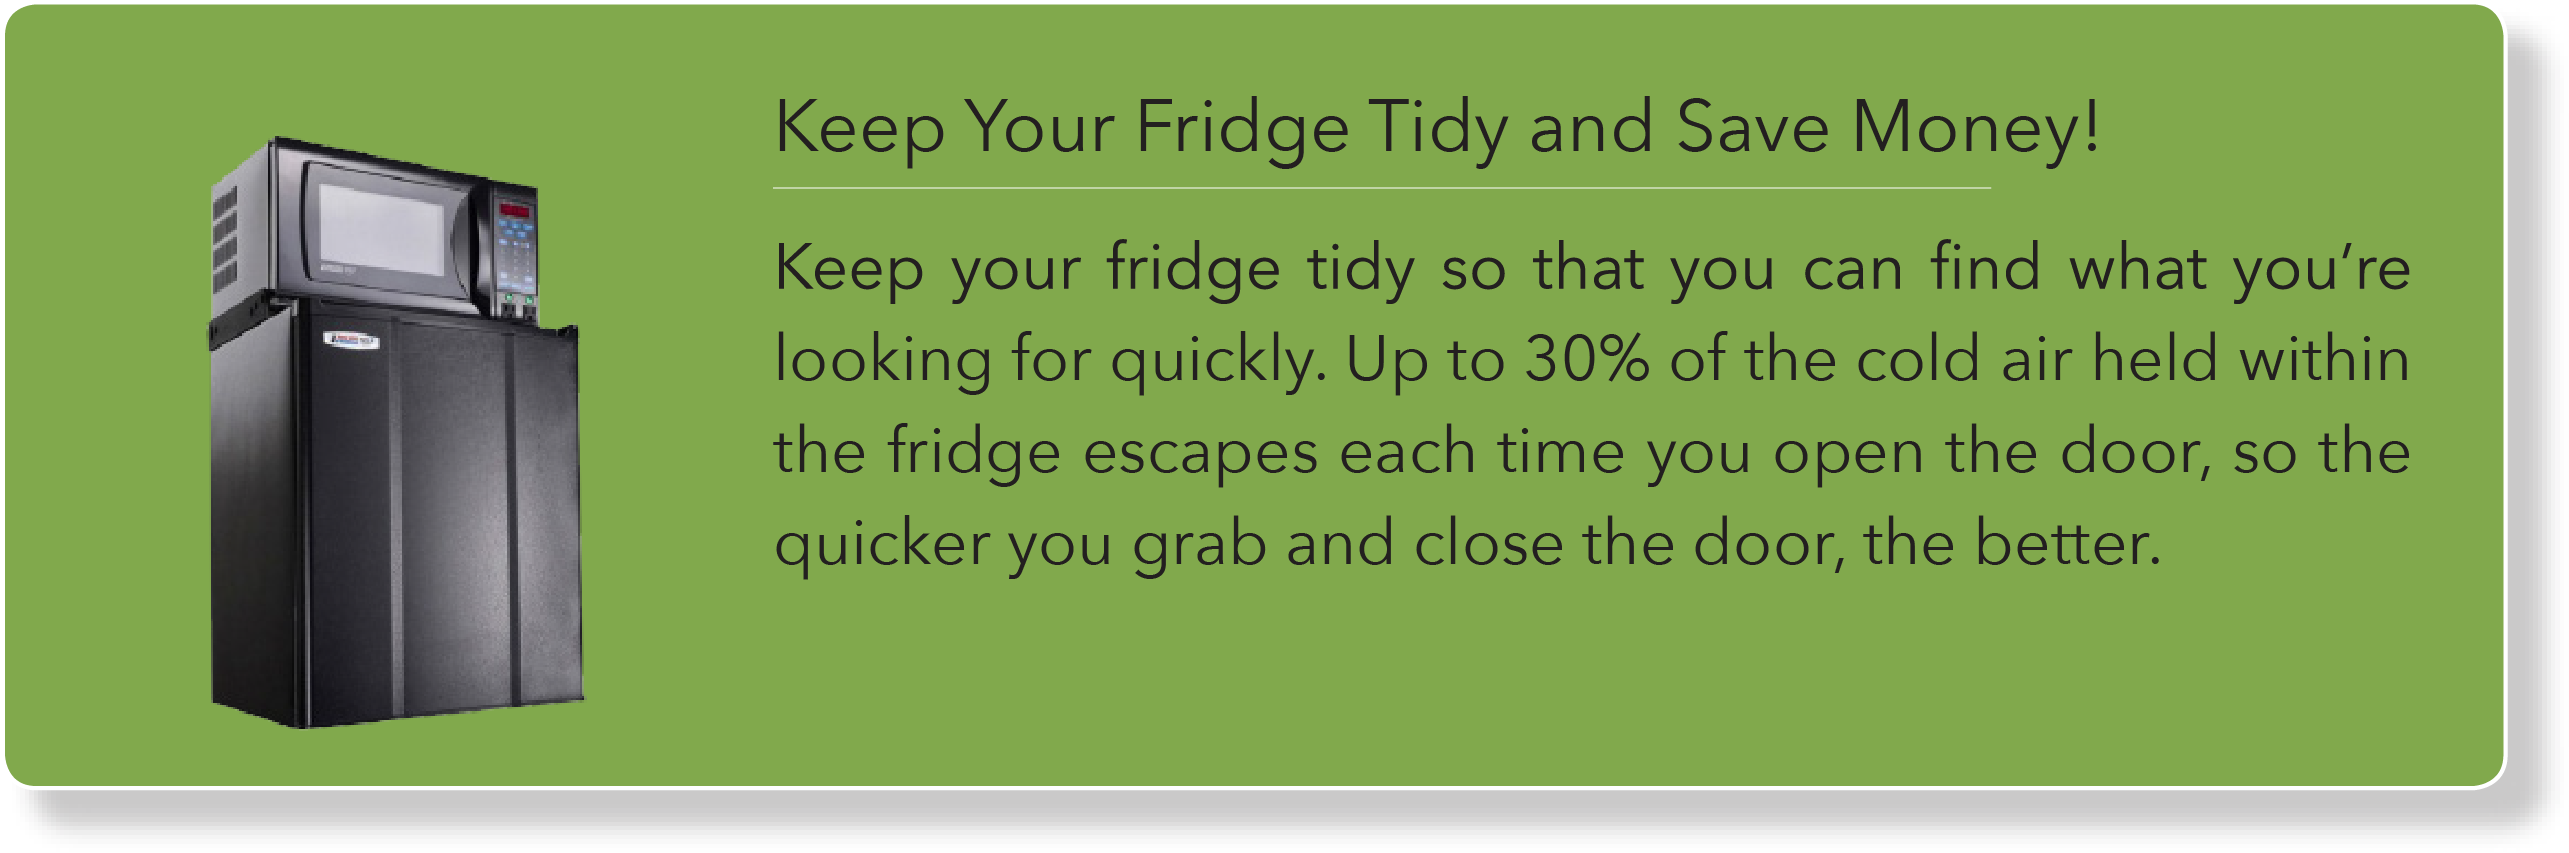 Keep Your Fridge Tidy and Save Money!
Keep your fridge tidy so that you can find what you’re
looking for quickly. Up to 30% of the cold air held within
the fridge escapes each time you open the door, so the
quicker you grab and close the door, the better.